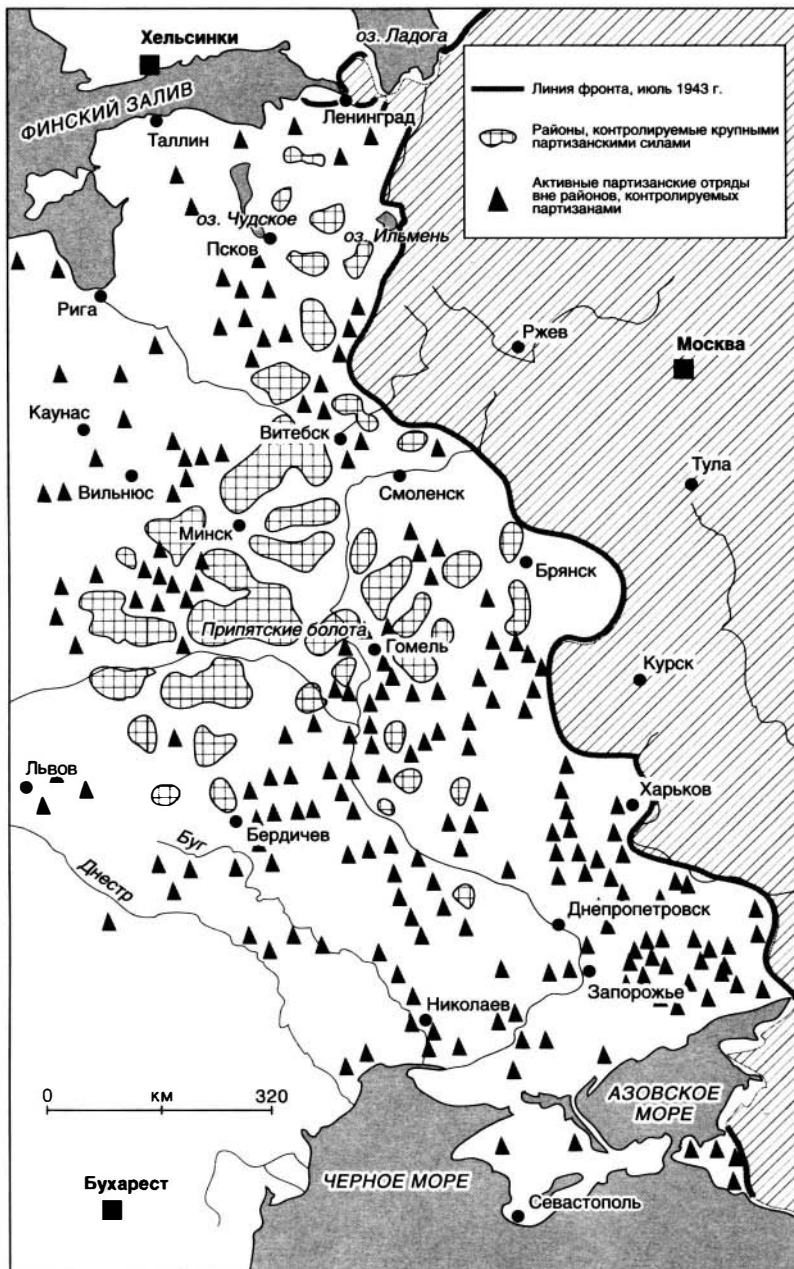 Хельсинки
оз. Ладога
ФИНСКИЙ ЗАЛИВ
Таллин
Ленинград
Линия фронта, июль 1943 г.
Районы, контролируемые крупными
партизанскими силами
Активные партизанские отряды
вне районов, контролируемых
партизанами
оз. Чудское
оз. Ильмень
Псков
Рига
Ржев
Москва
Каунас
Витебск
Вильнюс
Смоленск
Тула
Минск
Брянск
Припятские болота
Гомель
Курск
Львов
Харьков
Бердичев
Буг
Днестр
Днепропетровск
Запорожье
Николаев
0 км 320
АЗОВСКОЕ
МОРЕ
Бухарест
ЧЕРНОЕ МОРЕ
Севастополь